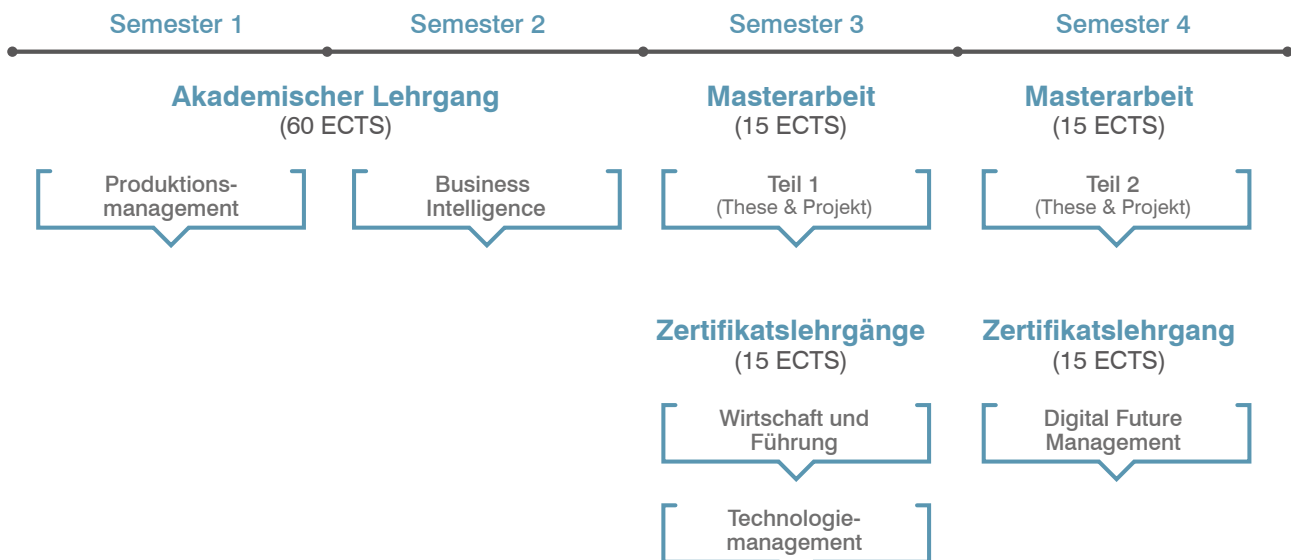 Semester 1
Semester 2
Semester 3
Semester 4
Akademischer Lehrgang
(60 ECTS)
Masterarbeit
(15 ECTS)
Masterarbeit
(15 ECTS)
Produktions-
management
Business
Intelligence
Teil 1
(These & Projekt)
Teil 2
(These & Projekt)
Zertifikatslehrgänge
(15 ECTS)
Zertifikatslehrgang
(15 ECTS)
Wirtschaft und
Führung
Digital Future
Management
Technologie-
management